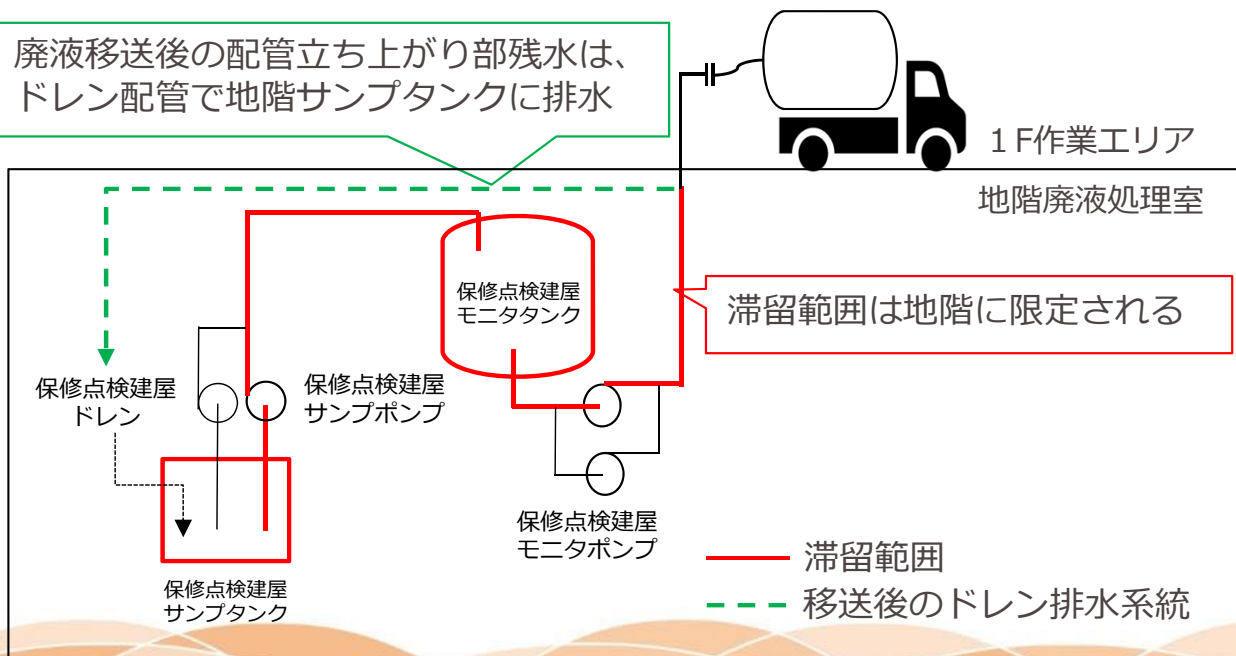 廃液移送後の配管立ち上がり部残水は、
ドレン配管で地階サンプタンクに排水
１F作業エリア
地階廃液処理室
保修点検建屋
モニタタンク
滞留範囲は地階に限定される
保修点検建屋
ドレン
保修点検建屋
サンプポンプ
保修点検建屋
モニタポンプ
保修点検建屋
サンプタンク
滞留範囲
移送後のドレン排水系統